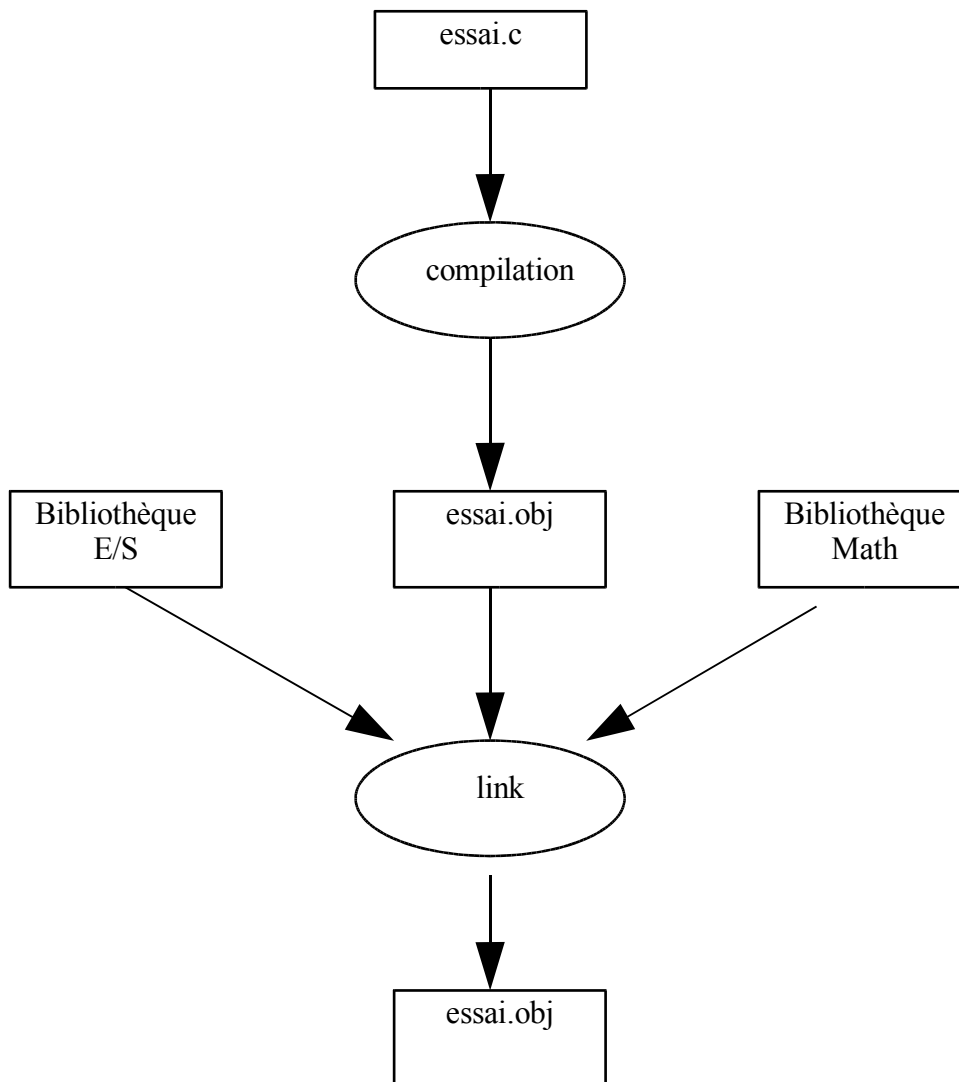 essai.c
compilation
Bibliothèque
E/S
essai.obj
Bibliothèque
Math
link
essai.obj